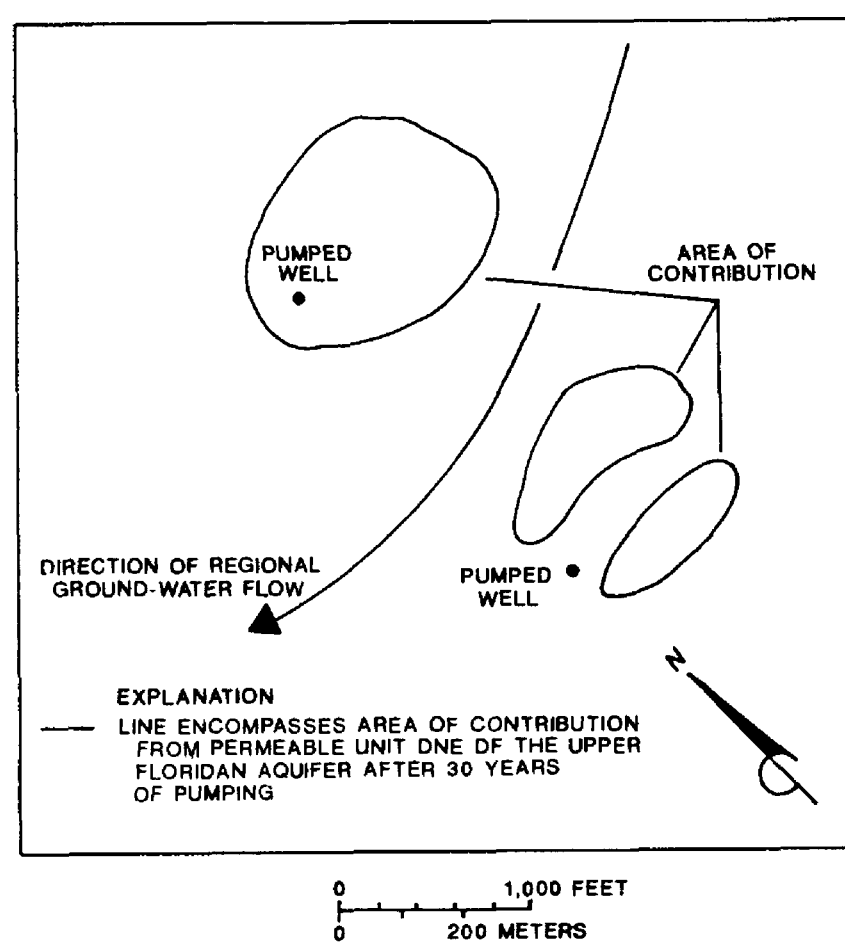 PUMPED
WELL
AREA OF
CONTRIBUTION
DIRECTION OF REGIONAL
GROUND-WATER FLOW
PUMPED
WELL
N
EXPLANATION
LINE ENCOMPASSES AREA OF CONTRIBUTION
FROM PERMEABLE UNIT DNE DF THE UPPER
FLORIDAN AQUIFER AFTER 30 YEARS
OF PUMPING
0 1,000 FEET
0 200 METERS